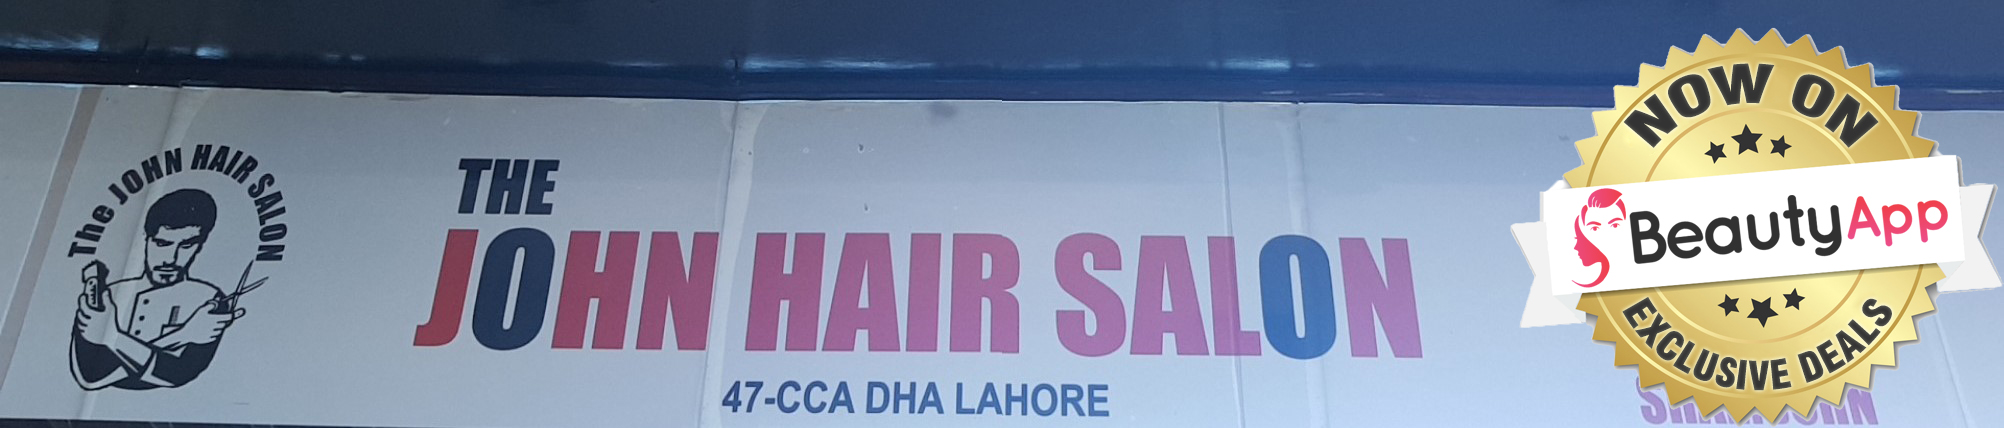 The JOHN HAIR SALON
THE
JOHN HAIR SALON
47-CCA DHA LAHORE
NOW ON
BeautyApp
EXCLUSIVE DEALS